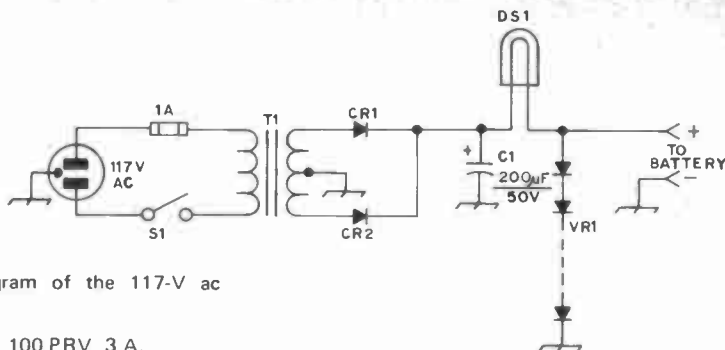 DS1
1A
T1
CR1
+
C1
200µF
50V
+
TO
BATTERY
-
117V
AC
S1
CR2
VR1
gram of the 117-V ac
100 PRV, 3 A.